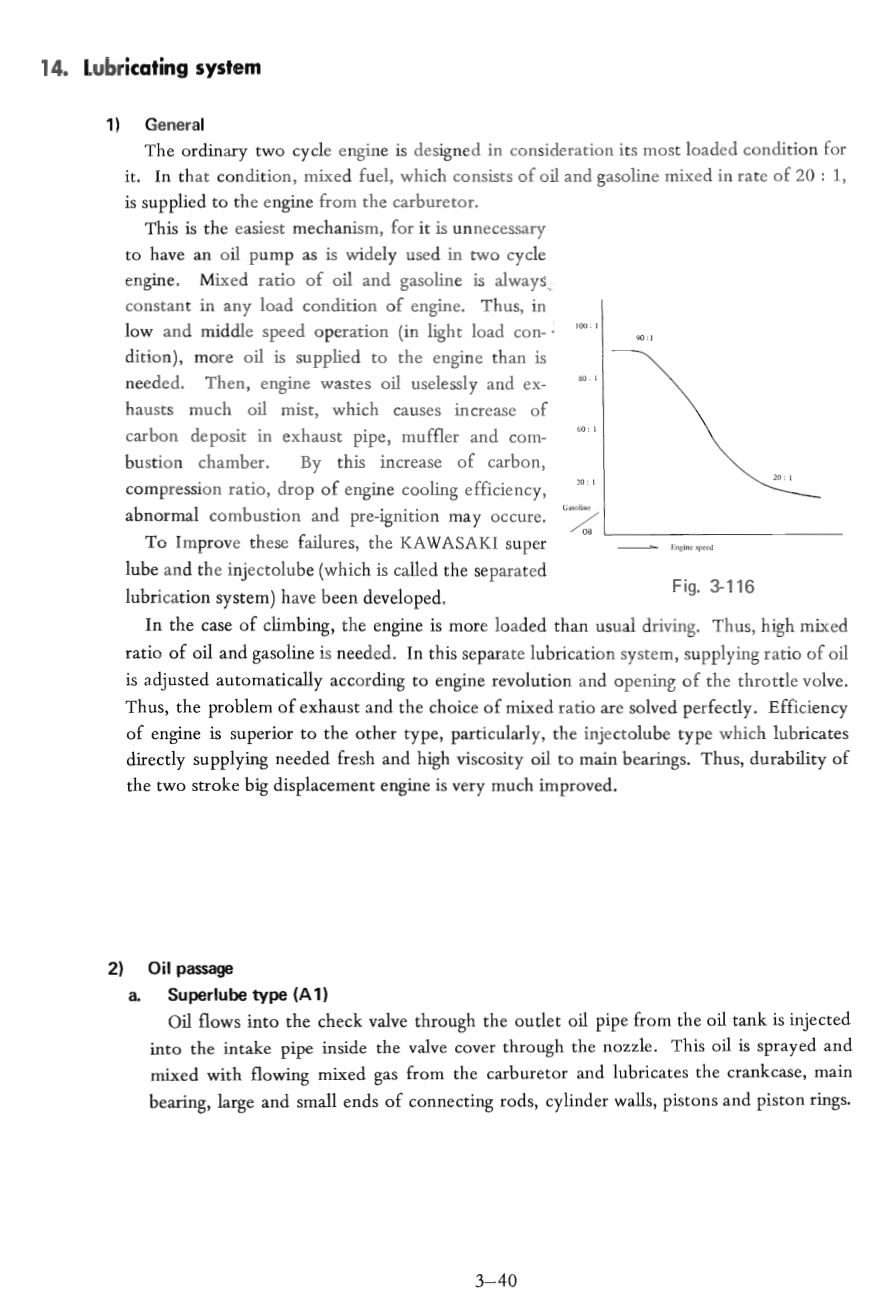 14. Lubricating system
1) General
The ordinary two cycle engine is designed in consideration its most loaded condition for
it. In that condition, mixed fuel, which consists of oil and gasoline mixed in rate of 20 : 1,
is supplied to the engine from the carburetor.
This is the easiest mechanism, for it is unnecessary
to have an oil pump as is widely used in two cycle
engine. Mixed ratio of oil and gasoline is always
constant in any load condition of engine. Thus, in
low and middle speed operation (in light load con-
dition), more oil is supplied to the engine than is
needed. Then, engine wastes oil uselessly and ex-
hausts much oil mist, which causes increase of
carbon deposit in exhaust pipe, muffler and com-
bustion chamber. By this increase of carbon,
compression ratio, drop of engine cooling efficiency,
abnormal combustion and pre-ignition may occure.
To Improve these failures, the KAWASAKI super
lube and the injectolube (which is called the separated
lubrication system) have been developed.
100 : 1
90 : 1
80 : 1
60 : 1
20 : 1
20 : 1
Gasoline
Oil
Engine speed
Fig. 3-116
In the case of climbing, the engine is more loaded than usual driving. Thus, high mixed
ratio of oil and gasoline is needed. In this separate lubrication system, supplying ratio of oil
is adjusted automatically according to engine revolution and opening of the throttle volve.
Thus, the problem of exhaust and the choice of mixed ratio are solved perfectly. Efficiency
of engine is superior to the other type, particularly, the injectolube type which lubricates
directly supplying needed fresh and high viscosity oil to main bearings. Thus, durability of
the two stroke big displacement engine is very much improved.
2) Oil passage
a. Superlube type (A1)
Oil flows into the check valve through the outlet oil pipe from the oil tank is injected
into the intake pipe inside the valve cover through the nozzle. This oil is sprayed and
mixed with flowing mixed gas from the carburetor and lubricates the crankcase, main
bearing, large and small ends of connecting rods, cylinder walls, pistons and piston rings.
3–40